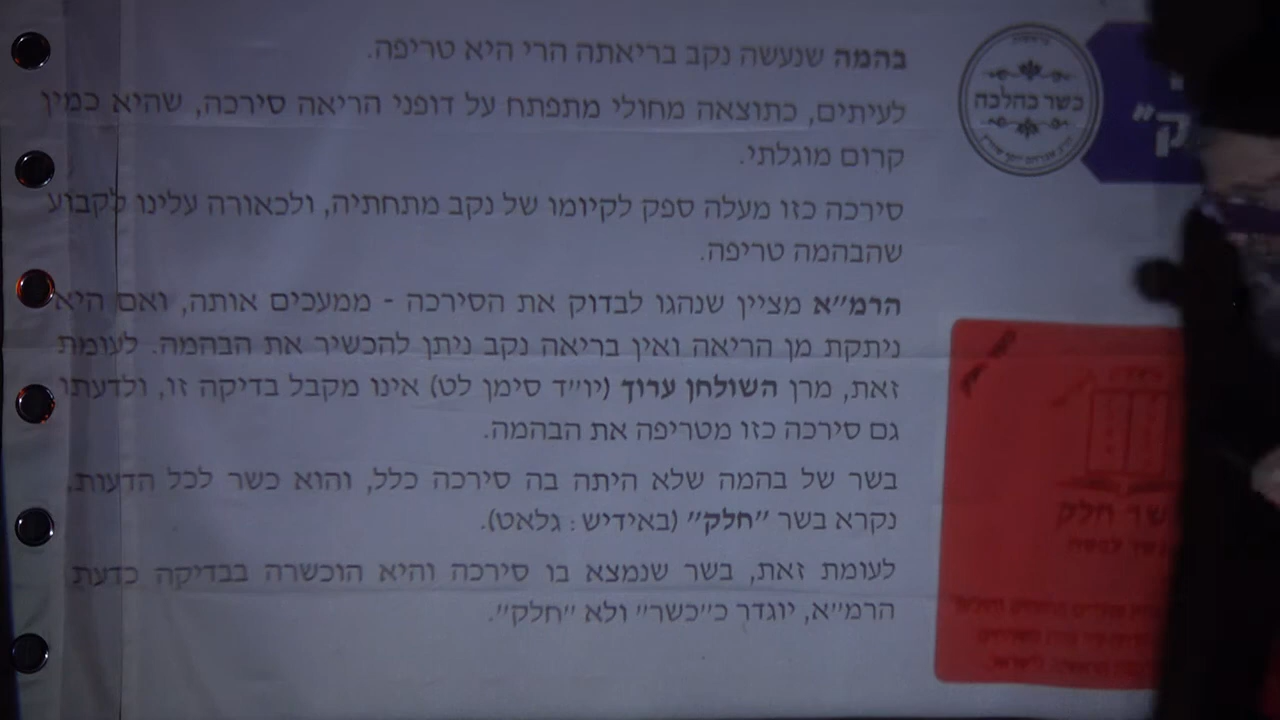 בהמה שנעשה נקב בריאתה הרי היא טריפה.
לעיתים, כתוצאה מחולי מתפתח על דופני הריאה סירכה, שהיא כמין
קרום מוגלתי.
סירכה כזו מעלה ספק לקיומו של נקב מתחתיה, ולכאורה עלינו לקבוע
שהבהמה טריפה.
הרמ״א מציין שנהגו לבדוק את הסירכה - ממעכים אותה, ואם היא
ניתקת מן הריאה ואין בריאה נקב ניתן להכשיר את הבהמה. לעומת
זאת, מרן השולחן ערוך (יו״ד סימן לט) אינו מקבל בדיקה זו, ולדעתו
גם סירכה כזו מטריפה את הבהמה.
בשר של בהמה שלא היתה בה סירכה כלל, והוא כשר לכל הדעות,
נקרא בשר ״חלק״ (באידיש: גלאט).
לעומת זאת, בשר שנמצא בו סירכה והיא הוכשרה בבדיקה כדעת
הרמ״א, יוגדר כ״כשר״ ולא ״חלק״.
כשר כהלכה
ק״
שר חלק